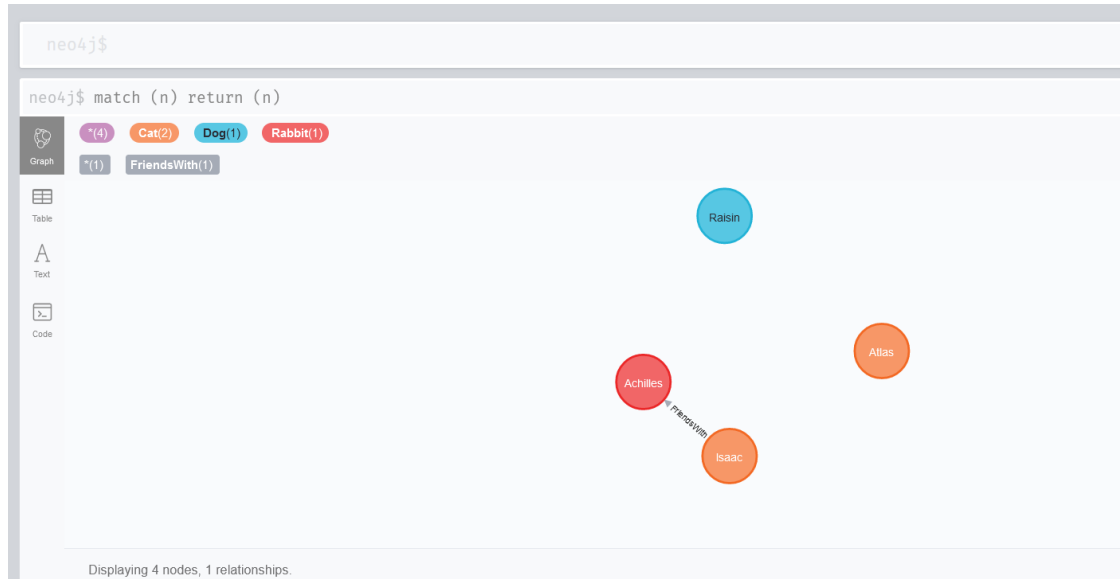 neo4j$
neo4j$ match (n) return (n)
*(4) Cat(2) Dog(1) Rabbit(1)
*(1) FriendsWith(1)
Graph
Table
Text
Code
Raisin
Atlas
Achilles
FriendsWith
Isaac
Displaying 4 nodes, 1 relationships.